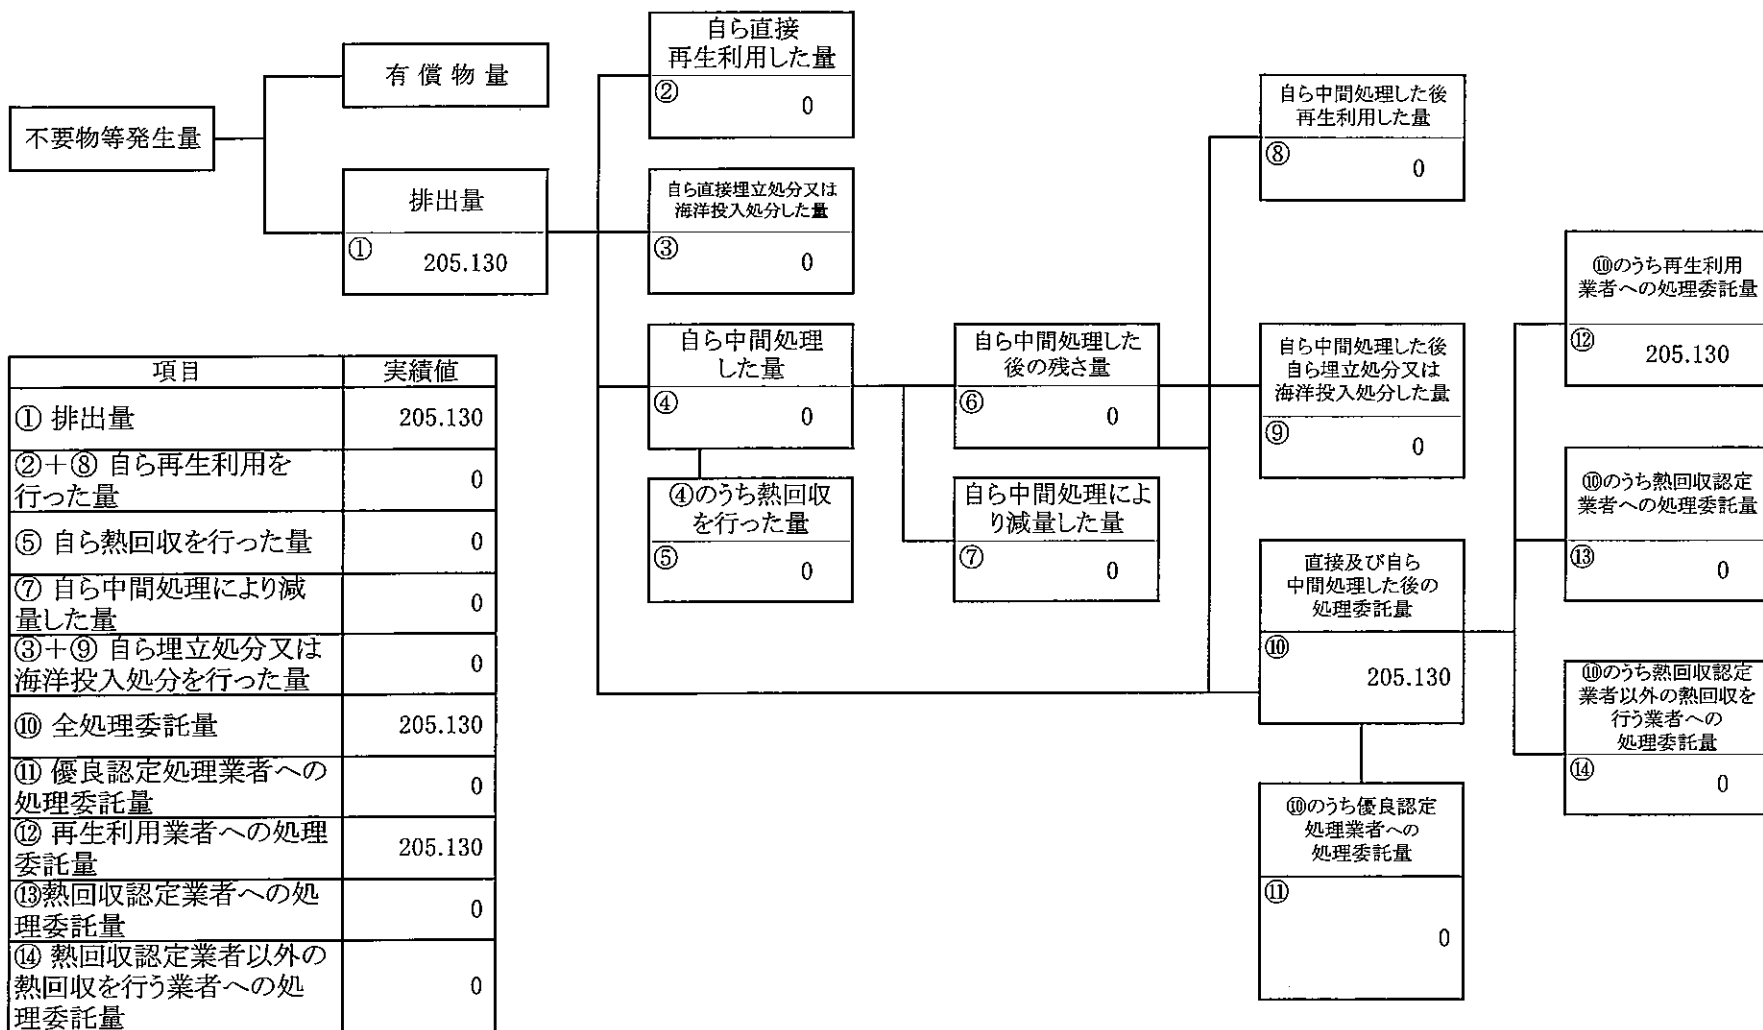 不要物等発生量
有償物量
排出量
① 205.130
自ら直接
再生利用した量
② 0
自ら直接埋立処分又は
海洋投入処分した量
③ 0
自ら中間処理
した量
④ 0
④のうち熱回収
を行った量
⑤ 0
自ら中間処理した
後の残さ量
⑥ 0
自ら中間処理によ
り減量した量
⑦ 0
自ら中間処理した後
再生利用した量
⑧ 0
自ら中間処理した後
自ら埋立処分又は
海洋投入処分した量
⑨ 0
直接及び自ら
中間処理した後の
処理委託量
⑩ 205.130
⑩のうち優良認定
処理業者への
処理委託量
⑪ 0
⑩のうち再生利用
業者への処理委託量
⑫ 205.130
⑩のうち熱回収認定
業者への処理委託量
⑬ 0
⑩のうち熱回収認定
業者以外の熱回収を
行う業者への
処理委託量
⑭ 0
項目 実績値
① 排出量 205.130
②+⑧ 自ら再生利用を
行った量 0
⑤ 自ら熱回収を行った量 0
⑦ 自ら中間処理により減
量した量 0
③+⑨ 自ら埋立処分又は
海洋投入処分を行った量 0
⑩ 全処理委託量 205.130
⑪ 優良認定処理業者への
処理委託量 0
⑫ 再生利用業者への処理
委託量 205.130
⑬熱回収認定業者への処
理委託量 0
⑭ 熱回収認定業者以外の
熱回収を行う業者への処
理委託量 0